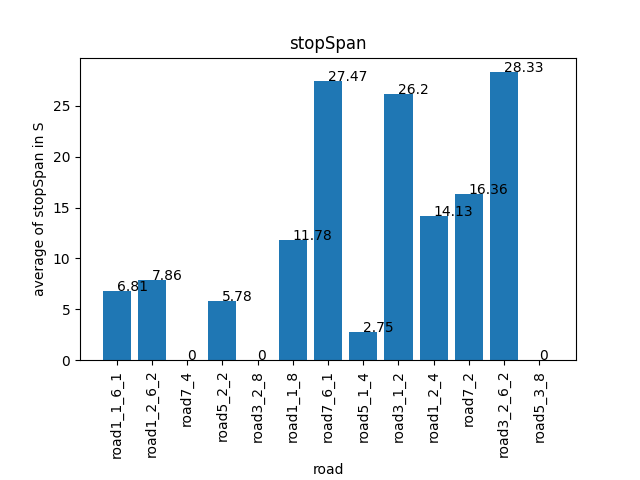 stopSpan
average of stopSpan in S
25
20
15
10
5
0
6.81
7.86
0
5.78
0
11.78
27.47
2.75
26.2
14.13
16.36
28.33
0
road1_1_6_1
road1_2_6_2
road7_4
road5_2_2
road3_2_8
road1_1_8
road7_6_1
road5_1_4
road3_1_2
road1_2_4
road7_2
road3_2_6_2
road5_3_8
road